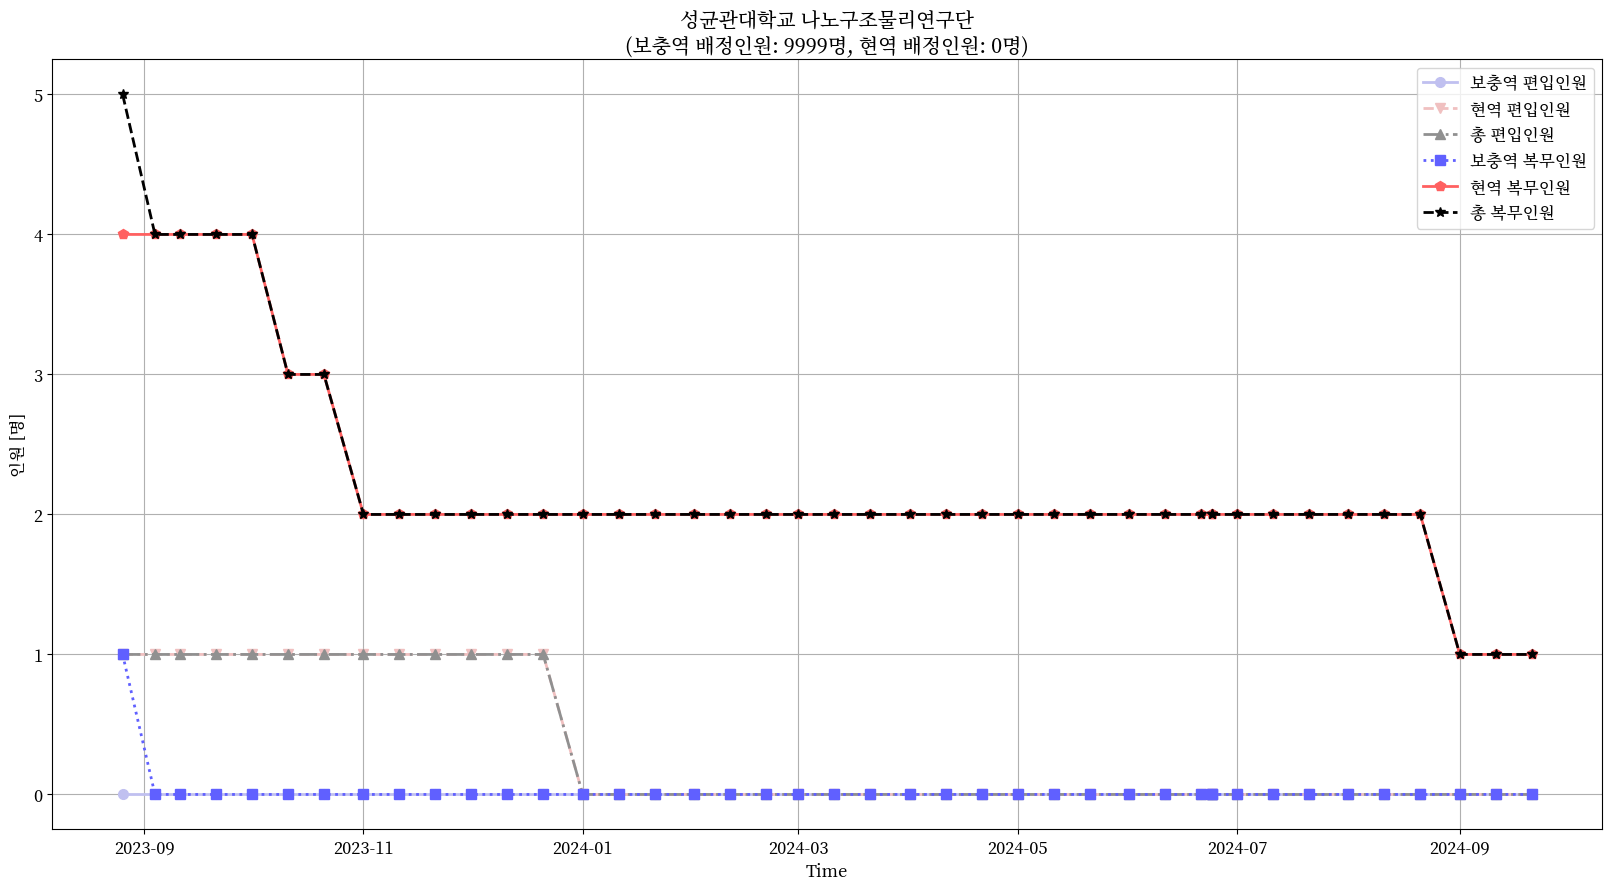 성균관대학교 나노구조물리연구단
(보충역 배정인원: 9999명, 현역 배정인원: 0명)
보충역 편입인원
현역 편입인원
총 편입인원
보충역 복무인원
현역 복무인원
총 복무인원
인원 [명]
5
4
3
2
1
0
2023-09
2023-11
2024-01
2024-03
2024-05
2024-07
2024-09
Time